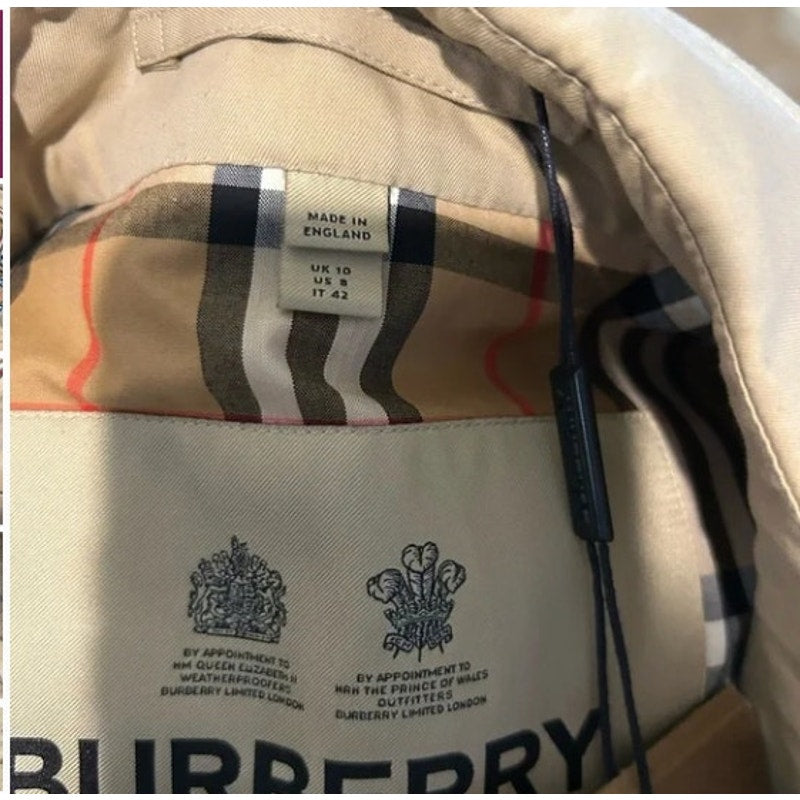 MADE IN
ENGLAND
UK 10
US 8
IT 42
BY APPOINTMENT TO
HM QUEEN ELIZABETH II
WEATHERPROOFERS
BURBERRY LIMITED LONDON
BY APPOINTMENT TO
HRH THE PRINCE OF WALES
OUTFITTERS
BURBERRY LIMITED LONDON
BURBERRY